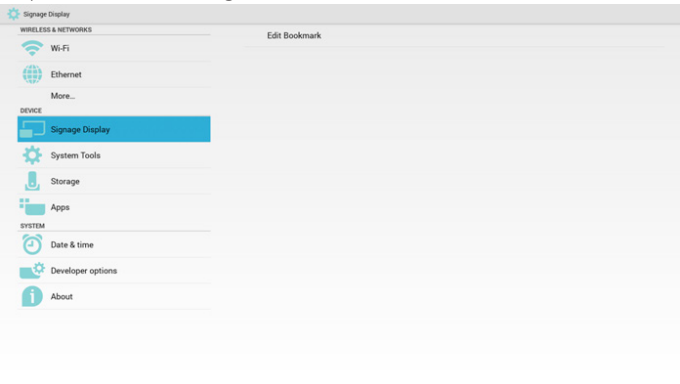 Signage Display
WIRELESS & NETWORKS
Wi-Fi
Ethernet
More...
DEVICE
Signage Display
System Tools
Storage
Apps
SYSTEM
Date & time
Developer options
About
Edit Bookmark